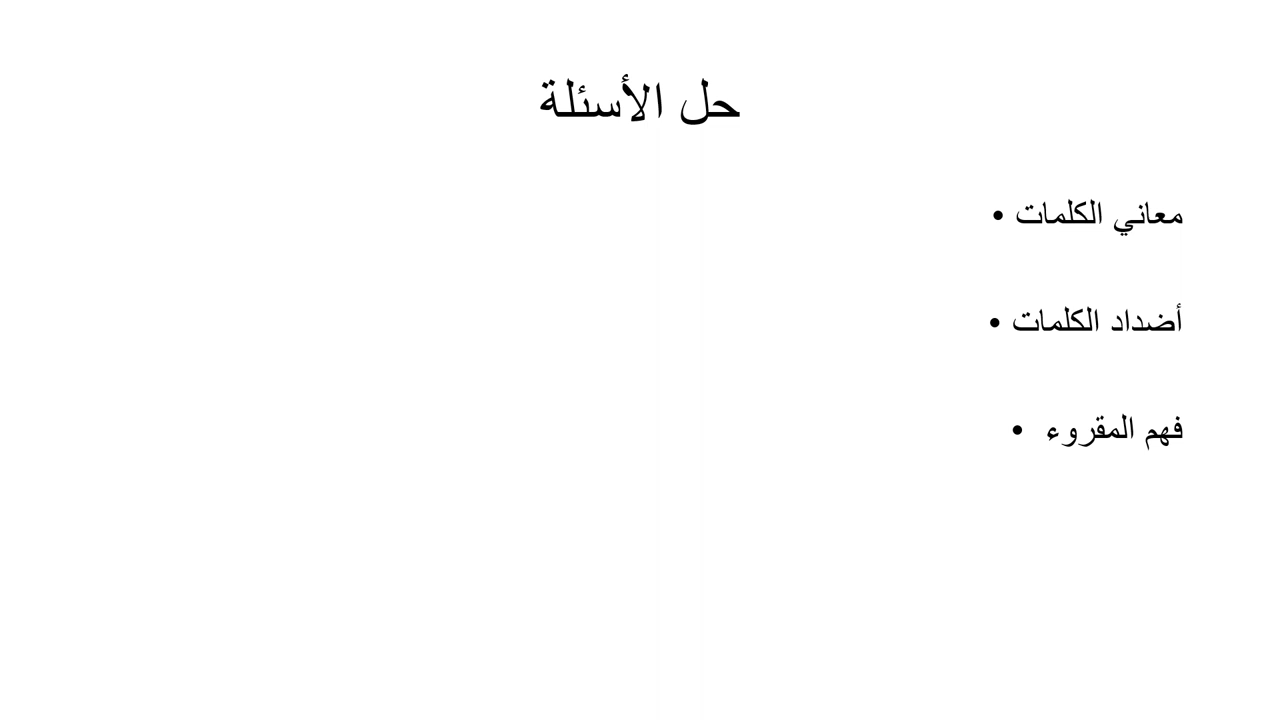 حل الأسئلة
معاني الكلمات •
أضداد الكلمات •
فهم المقروء •